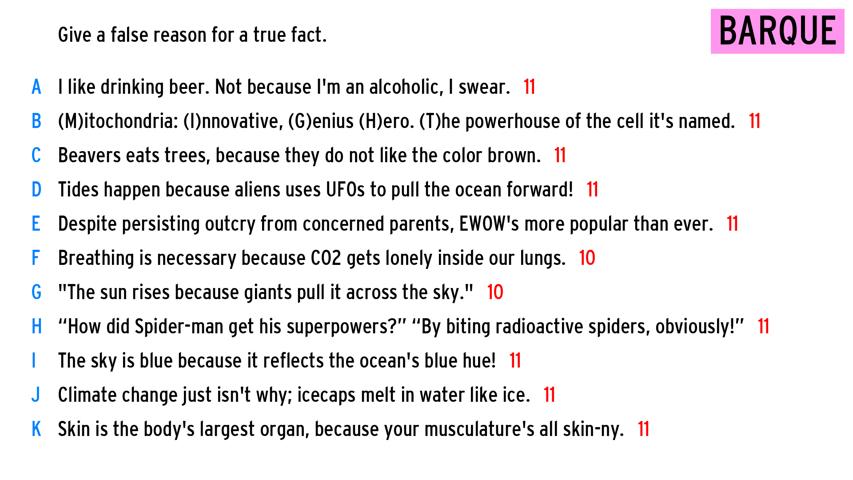 Give a false reason for a true fact.
BARQUE
A I like drinking beer. Not because I'm an alcoholic, I swear. 11
B (M)itochondria: (I)nnovative, (G)enius (H)ero. (T)he powerhouse of the cell it's named. 11
C Beavers eats trees, because they do not like the color brown. 11
D Tides happen because aliens uses UFOs to pull the ocean forward! 11
E Despite persisting outcry from concerned parents, EWOW's more popular than ever. 11
F Breathing is necessary because CO2 gets lonely inside our lungs. 10
G "The sun rises because giants pull it across the sky." 10
H “How did Spider-man get his superpowers?” “By biting radioactive spiders, obviously!” 11
I The sky is blue because it reflects the ocean's blue hue! 11
J Climate change just isn't why; icecaps melt in water like ice. 11
K Skin is the body's largest organ, because your musculature's all skin-ny. 11